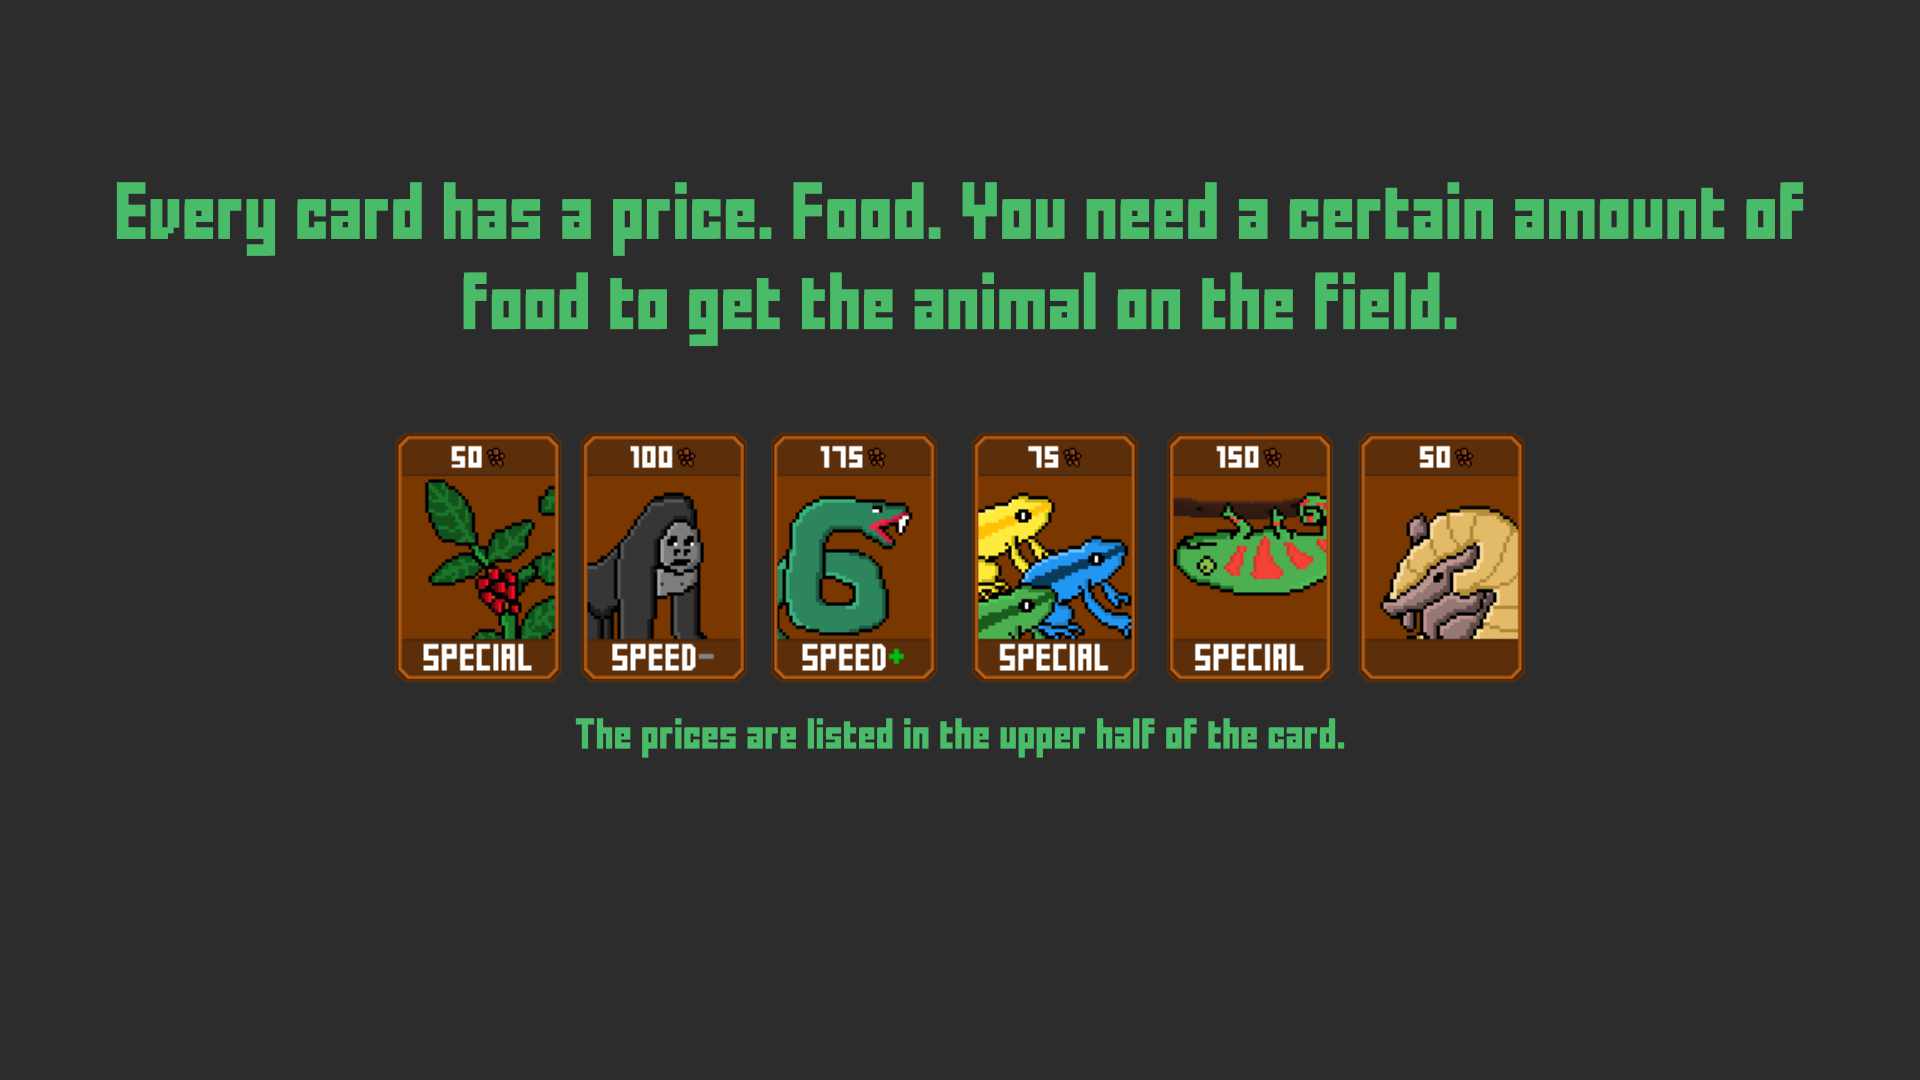 Every card has a price. Food. You need a certain amount of
food to get the animal on the field.
50 100 175 75 150 50
SPECIAL SPEED- SPEED+ SPECIAL SPECIAL
The prices are listed in the upper half of the card.